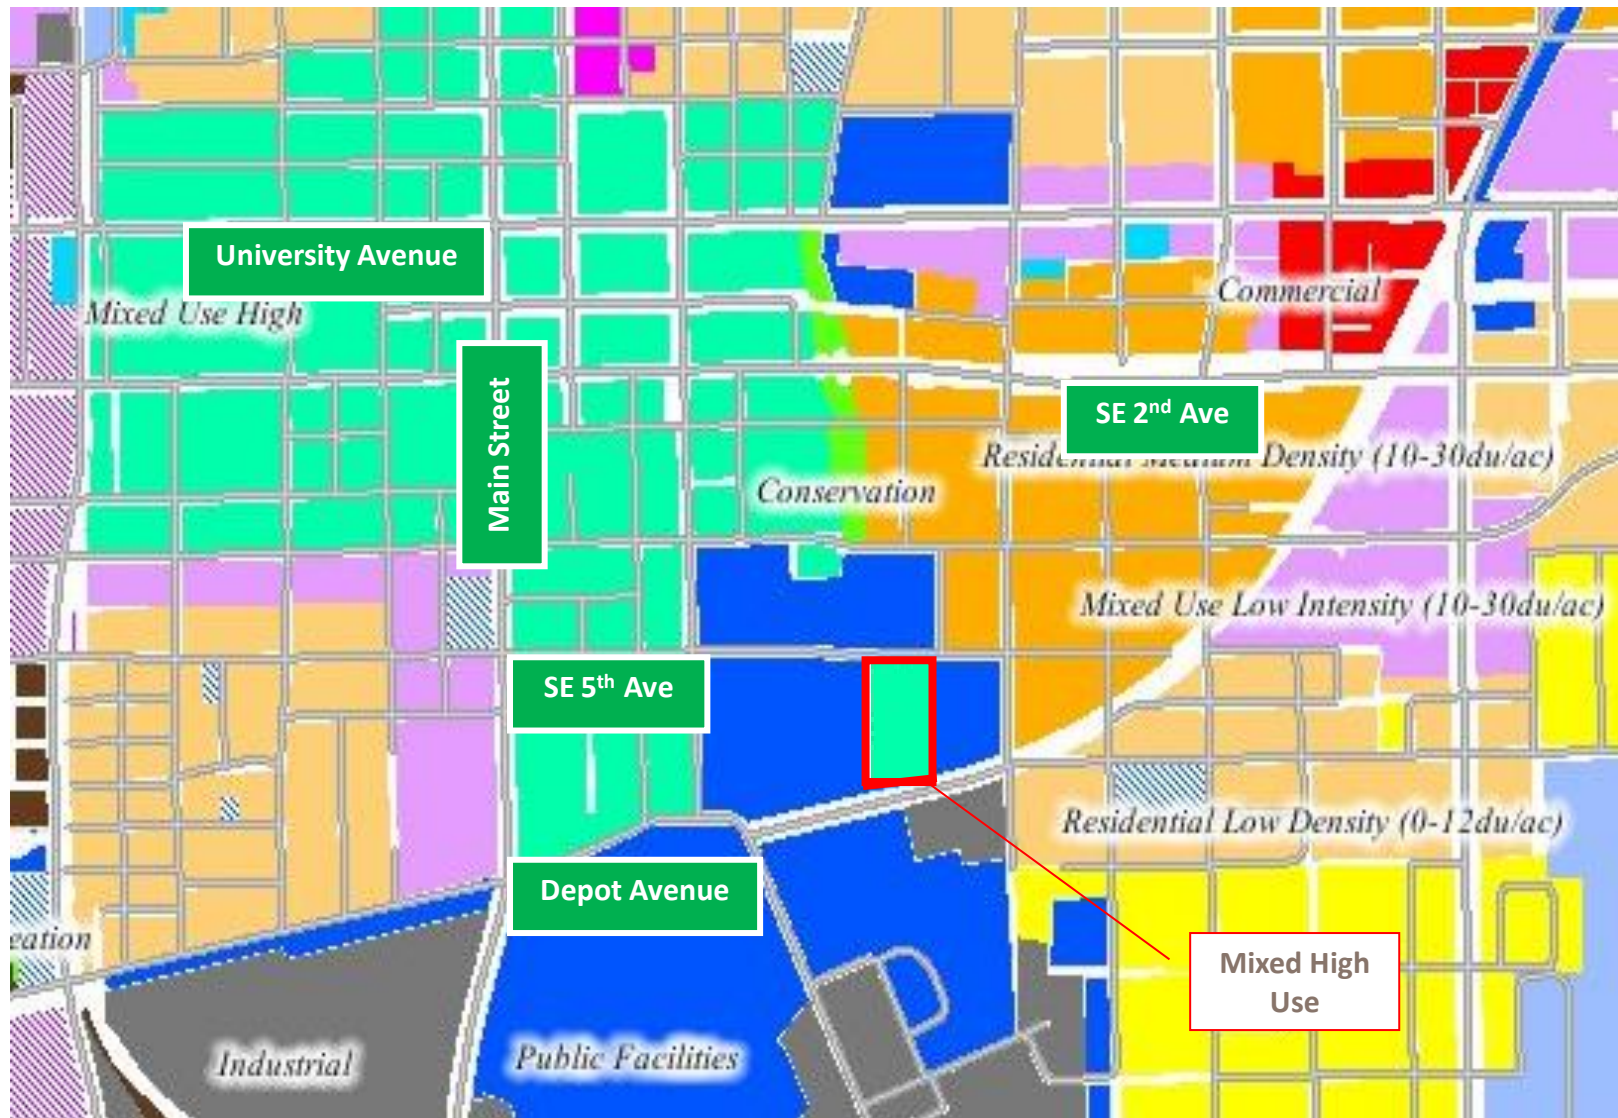 University Avenue
Commercial
Mixed Use High
Main Street
SE 2nd Ave
Residential Medium Density (10-30du/ac)
Conservation
Mixed Use Low Intensity (10-30du/ac)
SE 5th Ave
Residential Low Density (0-12du/ac)
Depot Avenue
eation
Mixed High
Use
Industrial
Public Facilities